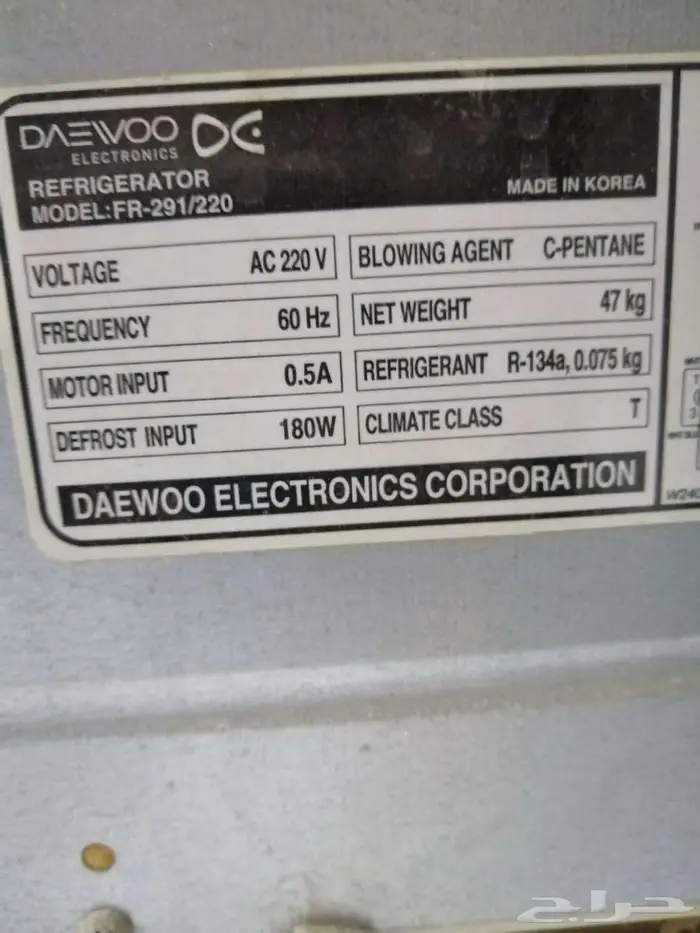 DAEWOO
ELECTRONICS
REFRIGERATOR
MODEL:FR-291/220
MADE IN KOREA
VOLTAGE AC 220 V
BLOWING AGENT C-PENTANE
FREQUENCY 60 Hz
NET WEIGHT 47 kg
MOTOR INPUT 0.5A
REFRIGERANT R-134a, 0.075 kg
DEFROST INPUT 180W
CLIMATE CLASS T
DAEWOO ELECTRONICS CORPORATION
حراج